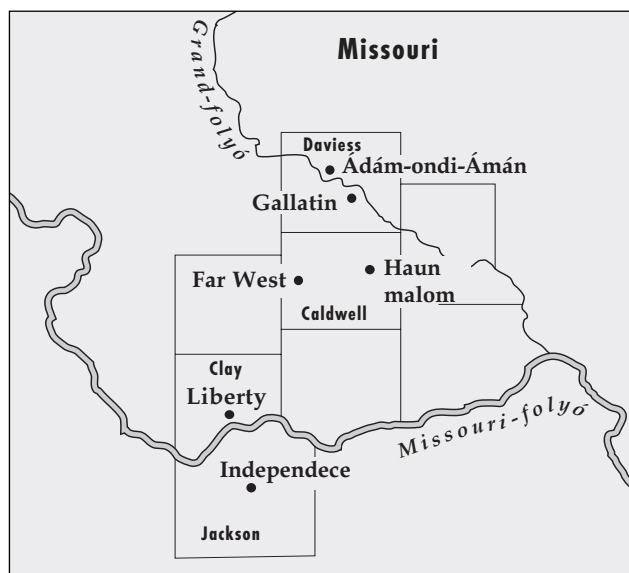 Missouri
Grand-folyó
Daviess
Ádám-ondi-Ámán
Gallatin
Far West
Haun
malom
Caldwell
Clay
Liberty
Missouri-folyó
Independece
Jackson